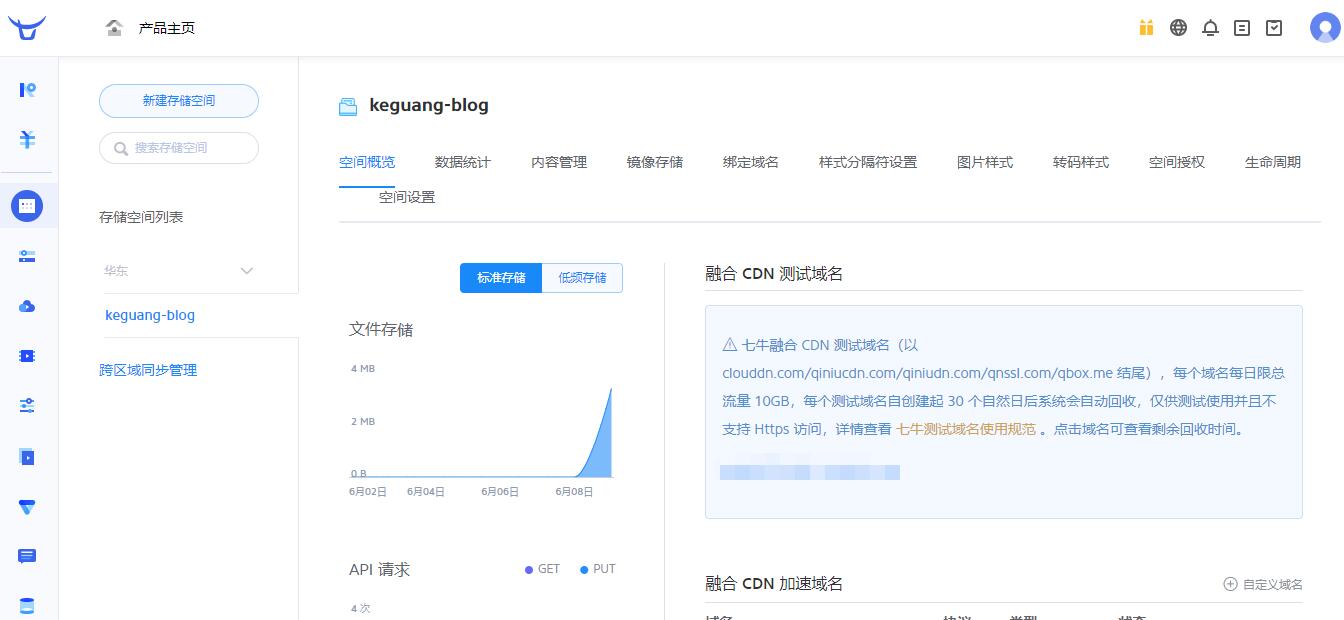 产品主页
新建存储空间
搜索存储空间
存储空间列表
华东
keguang-blog
跨区域同步管理
keguang-blog
空间概览 数据统计 内容管理 镜像存储 绑定域名 样式分隔符设置 图片样式 转码样式 空间授权 生命周期
空间设置
标准存储 低频存储
文件存储
4 MB
2 MB
0 B
6月02日 6月04日 6月06日 6月08日
API 请求 GET PUT
4 次
融合 CDN 测试域名
七牛融合 CDN 测试域名（以
clouddn.com/qiniucdn.com/qiniudn.com/qnssl.com/qbox.me 结尾），每个域名每日限总
流量 10GB，每个测试域名自创建起 30 个自然日后系统会自动回收，仅供测试使用并且不
支持 Https 访问，详情查看 七牛测试域名使用规范 。点击域名可查看剩余回收时间。
融合 CDN 加速域名 自定义域名
域名 协议 类型 状态